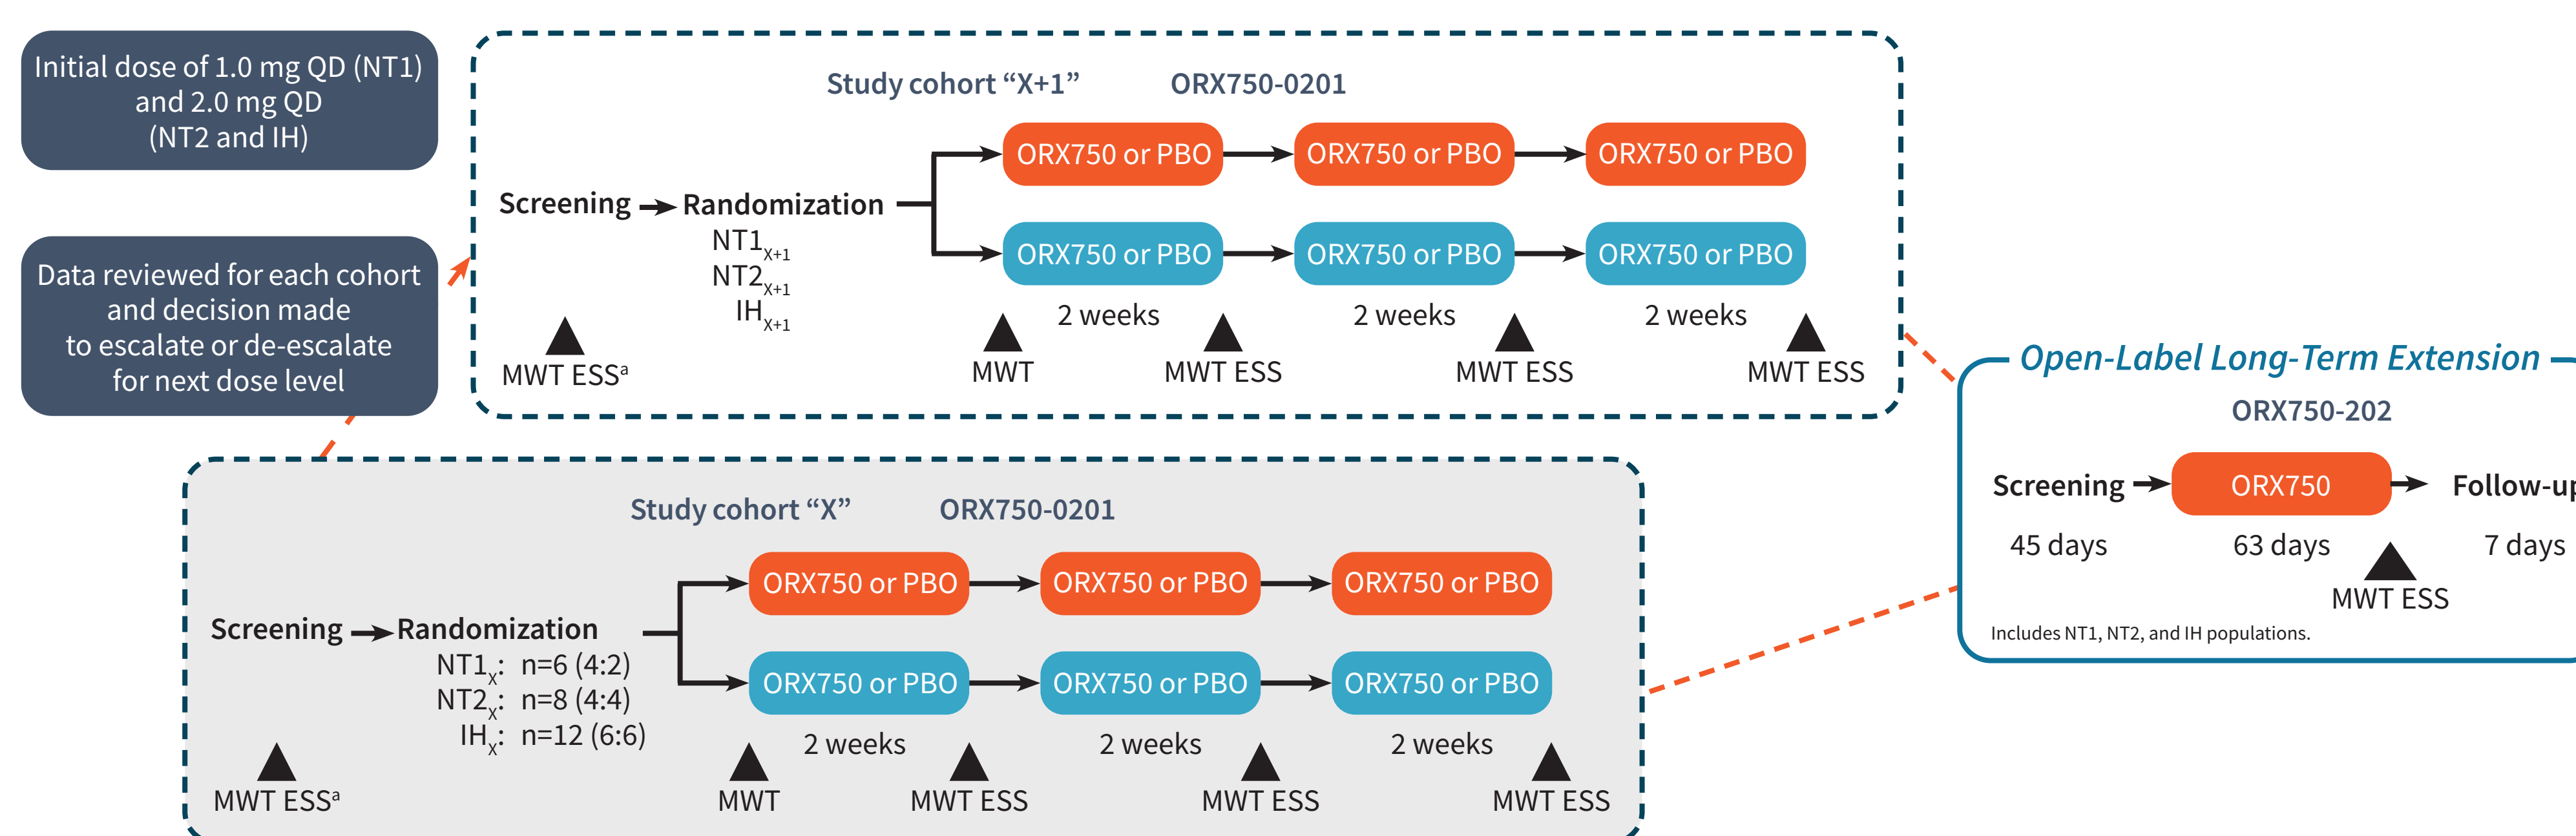 Initial dose of 1.0 mg QD (NT1)
and 2.0 mg QD
(NT2 and IH)
Data reviewed for each cohort
and decision made
to escalate or de-escalate
for next dose level
Study cohort “X+1” ORX750-0201
ORX750 or PBO ORX750 or PBO ORX750 or PBO
Screening Randomization
NT1X+1
NT2X+1
IHX+1
ORX750 or PBO ORX750 or PBO ORX750 or PBO
2 weeks 2 weeks 2 weeks
MWT ESSa MWT MWT ESS MWT ESS MWT ESS
Study cohort “X” ORX750-0201
ORX750 or PBO ORX750 or PBO ORX750 or PBO
Screening Randomization
NT1X: n=6 (4:2)
NT2X: n=8 (4:4)
IHX: n=12 (6:6)
ORX750 or PBO ORX750 or PBO ORX750 or PBO
2 weeks 2 weeks 2 weeks
MWT ESSa MWT MWT ESS MWT ESS MWT ESS
Open-Label Long-Term Extension
ORX750-202
Screening ORX750 Follow-up
45 days 63 days 7 days
MWT ESS
Includes NT1, NT2, and IH populations.